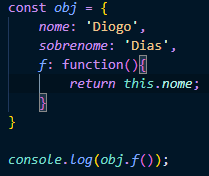 const obj = {
    nome: 'Diogo',
    sobrenome: 'Dias',
    f: function(){
        return this.nome;
    }
}

console.log(obj.f());